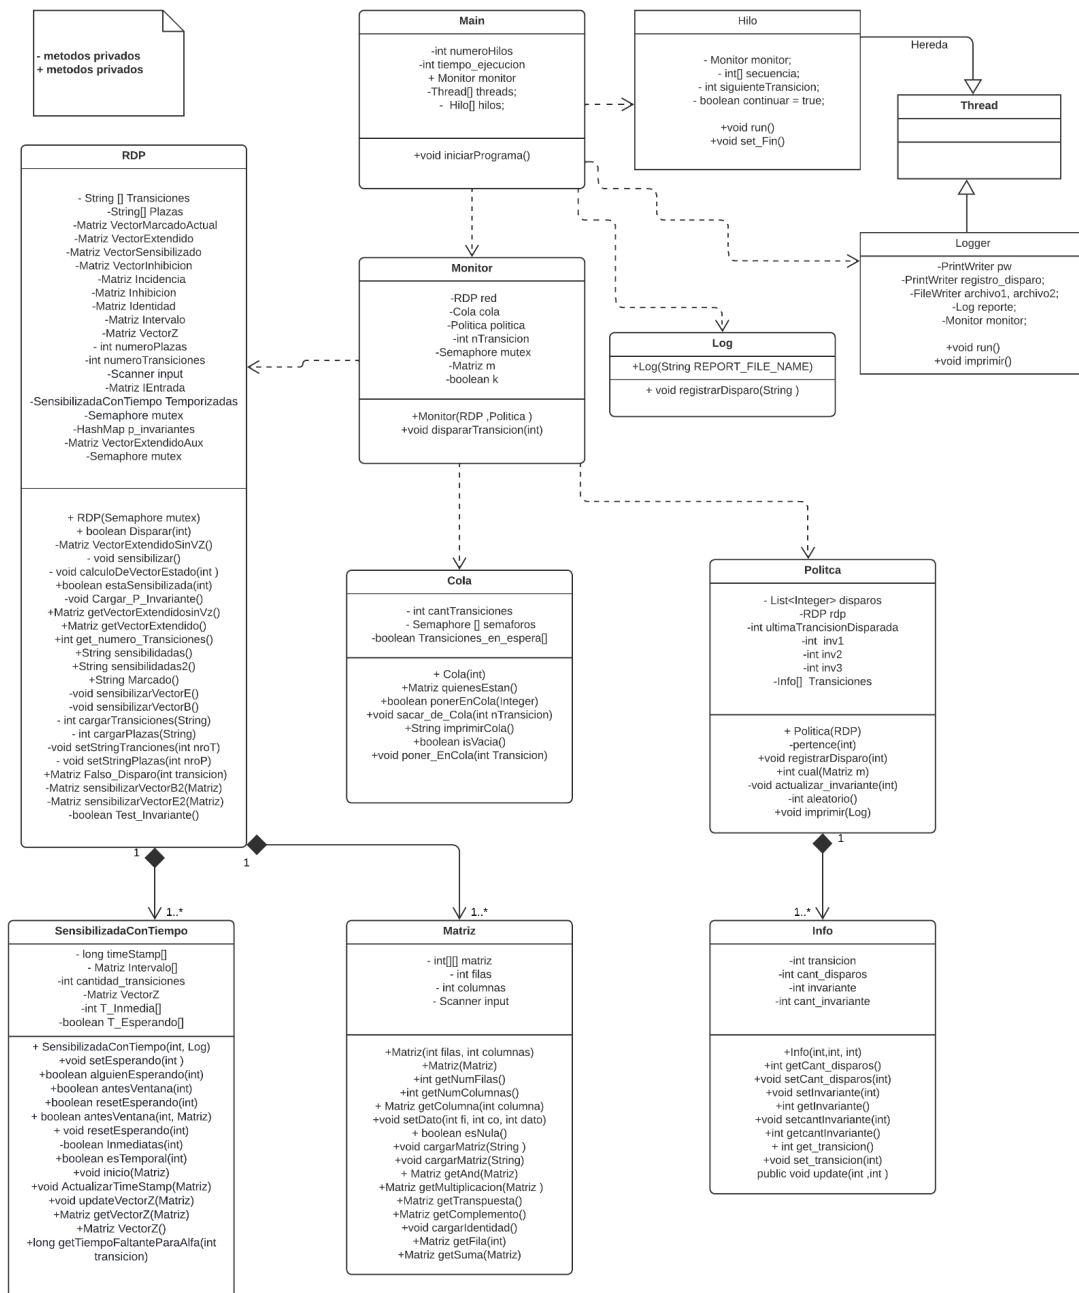 - metodos privados
+ metodos privados
Main
-int numeroHilos
-int tiempo_ejecucion
+ Monitor monitor
-Thread[] threads;
- Hilo[] hilos;
+void iniciarPrograma()
Hilo
- Monitor monitor;
- int[] secuencia;
- int siguienteTransicion;
- boolean continuar = true;
+void run()
+void set_Fin()
Hereda
Thread
RDP
- String [] Transiciones
-String[] Plazas
-Matriz VectorMarcadoActual
-Matriz VectorExtendido
-Matriz VectorSensibilizado
-Matriz VectorInhibicion
-Matriz Incidencia
-Matriz Inhibicion
-Matriz Identidad
-Matriz Intervalo
-Matriz VectorZ
- int numeroPlazas
-int numeroTransiciones
-Scanner input
-Matriz IEntrada
-SensibilizadaConTiempo Temporizadas
-Semaphore mutex
-HashMap p_invariantes
-Matriz VectorExtendidoAux
-Semaphore mutex
+ RDP(Semaphore mutex)
+ boolean Disparar(int)
-Matriz VectorExtendidoSinVZ()
- void sensibilizar()
- void calculoDeVectorEstado(int )
+boolean estaSensibilizada(int)
-void Cargar_P_Invariante()
+Matriz getVectorExtendidosinVz()
+Matriz getVectorExtendido()
+int get_numero_Transiciones()
+String sensibilidadas()
+String sensibilidadas2()
+String Marcado()
-void sensibilizarVectorE()
-void sensibilizarVectorB()
- int cargarTransiciones(String)
- int cargarPlazas(String)
-void setStringTranciones(int nroT)
- void setStringPlazas(int nroP)
+Matriz Falso_Disparo(int transicion)
-Matriz sensibilizarVectorB2(Matriz)
-Matriz sensibilizarVectorE2(Matriz)
-boolean Test_Invariante()
Monitor
-RDP red
-Cola cola
-Politica politica
-int nTransicion
-Semaphore mutex
-Matriz m
-boolean k
+Monitor(RDP ,Politica )
+void dispararTransicion(int)
Logger
-PrintWriter pw
-PrintWriter registro_disparo;
-FileWriter archivo1, archivo2;
-Log reporte;
-Monitor monitor;
+void run()
+void imprimir()
Log
+Log(String REPORT_FILE_NAME)
+ void registrarDisparo(String )
Cola
- int cantTransiciones
- Semaphore [] semaforos
-boolean Transiciones_en_espera[]
+ Cola(int)
+Matriz quienesEstan()
+boolean ponerEnCola(Integer)
+void sacar_de_Cola(int nTransicion)
+String imprimirCola()
+boolean isVacia()
+void poner_EnCola(int Transicion)
Politca
- List<Integer> disparos
-RDP rdp
-int ultimaTrancisionDisparada
-int inv1
-int inv2
-int inv3
-Info[] Transiciones
+ Politica(RDP)
-pertence(int)
+void registrarDisparo(int)
+int cual(Matriz m)
-void actualizar_invariante(int)
-int aleatorio()
+void imprimir(Log)
1
1
1
1..*
1..*
1..*
SensibilizadaConTiempo
- long timeStamp[]
- Matriz Intervalo[]
-int cantidad_transiciones
-Matriz VectorZ
-int T_Inmedia[]
-boolean T_Esperando[]
+ SensibilizadaConTiempo(int, Log)
+void setEsperando(int )
+boolean alguienEsperando(int)
+boolean antesVentana(int)
+boolean resetEsperando(int)
+ boolean antesVentana(int, Matriz)
+ void resetEsperando(int)
-boolean Inmediatas(int)
+boolean esTemporal(int)
+void inicio(Matriz)
+void ActualizarTimeStamp(Matriz)
+void updateVectorZ(Matriz)
+Matriz getVectorZ(Matriz)
+Matriz VectorZ()
+long getTiempoFaltanteParaAlfa(int
transicion)
Matriz
- int[][] matriz
- int filas
- int columnas
- Scanner input
+Matriz(int filas, int columnas)
+Matriz(Matriz)
+int getNumFilas()
+int getNumColumnas()
+ Matriz getColumna(int columna)
+void setDato(int fi, int co, int dato)
+ boolean esNula()
+void cargarMatriz(String )
+void cargarMatriz(String)
+ Matriz getAnd(Matriz)
+Matriz getMultiplicacion(Matriz )
+Matriz getTranspuesta()
+Matriz getComplemento()
+void cargarIdentidad()
+Matriz getFila(int)
+Matriz getSuma(Matriz)
Info
-int transicion
-int cant_disparos
-int invariante
-int cant_invariante
+Info(int,int, int)
+int getCant_disparos()
+void setCant_disparos(int)
+void setInvariante(int)
+int getInvariante()
+void setcantInvariante(int)
+int getcantInvariante()
+ int get_transicion()
+void set_transicion(int)
public void update(int ,int )